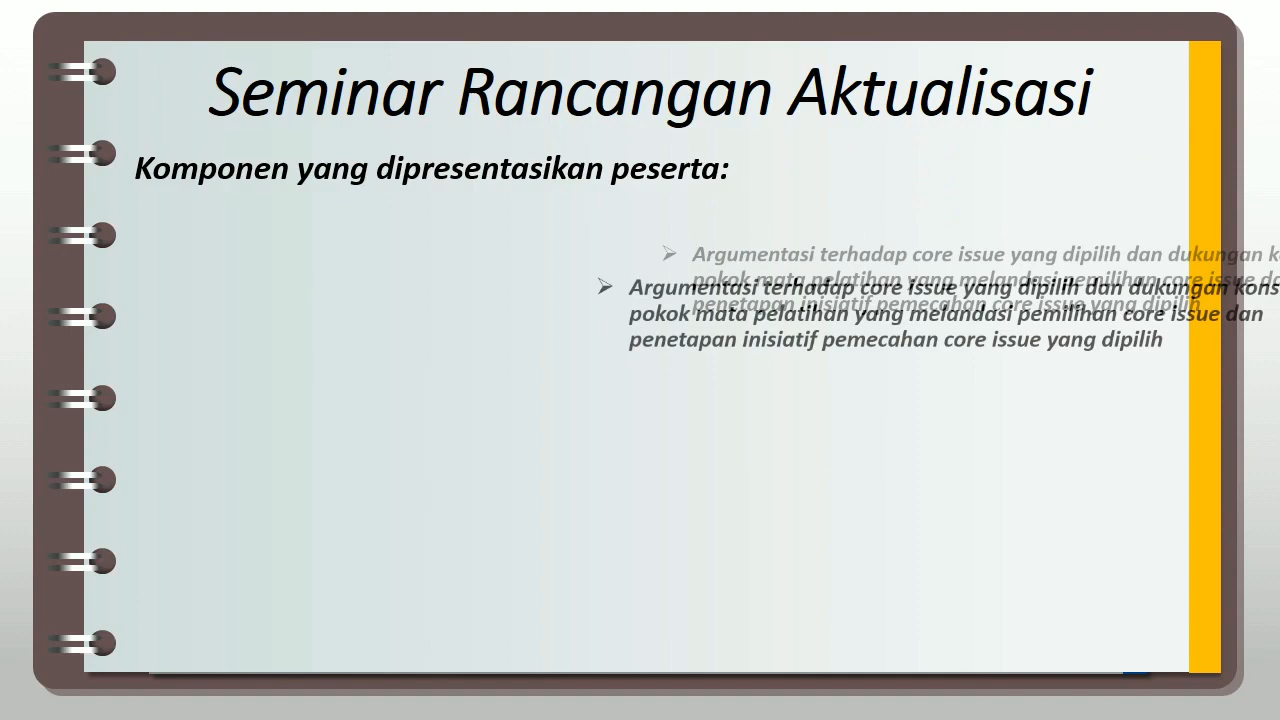 Seminar Rancangan Aktualisasi
Komponen yang dipresentasikan peserta:
Argumentasi terhadap core issue yang dipilih dan dukungan
pokok mata pelatihan yang melandasi pemilihan core issue
penetapan inisiatif pemecahan core issue yang dipilih
Argumentasi terhadap core issue yang dipilih dan dukungan kons
pokok mata pelatihan yang melandasi pemilihan core issue dan
penetapan inisiatif pemecahan core issue yang dipilih